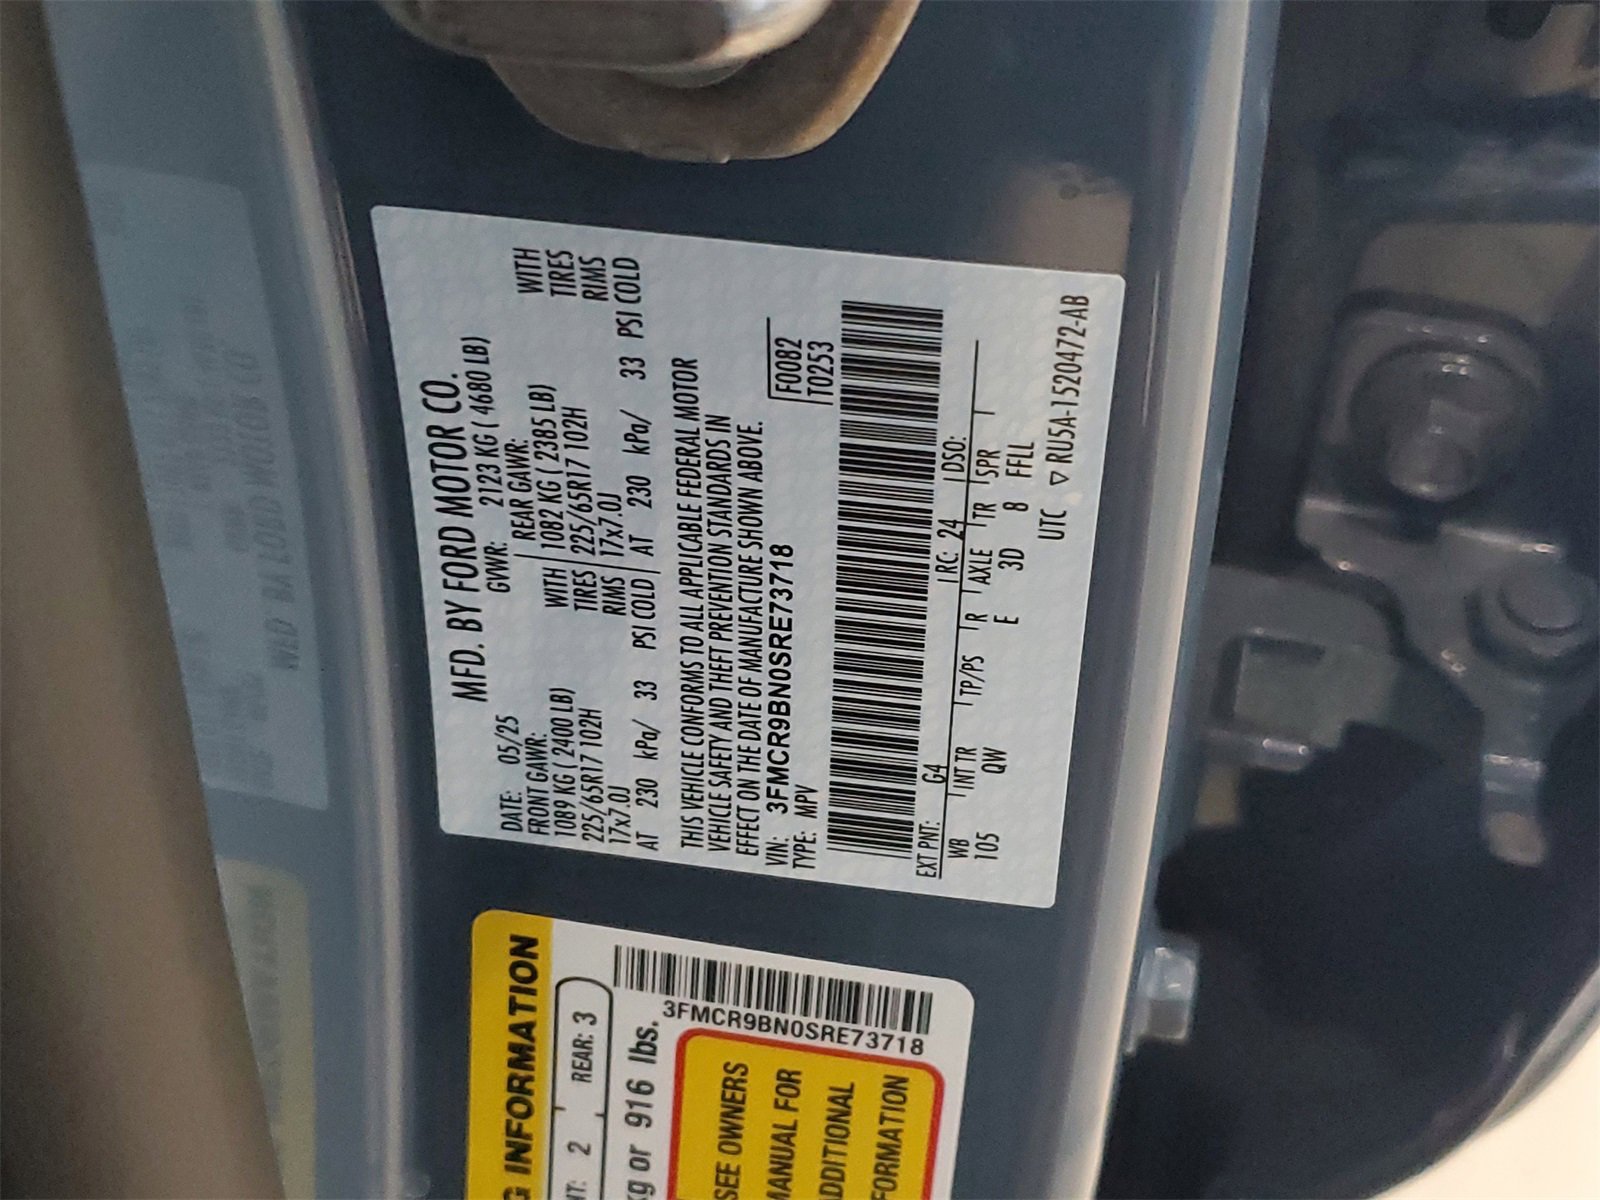 MFD. BY FORD MOTOR CO.
DATE: 05/25 GVWR: 2123 KG ( 4680 LB)
FRONT GAWR: REAR GAWR:
1089 KG ( 2400 LB) WITH 1082 KG ( 2385 LB) WITH
225/65R17 102H TIRES 225/65R17 102H TIRES
17x7.0J RIMS 17x7.0J RIMS
AT 230 kPa/ 33 PSI COLD AT 230 kPa/ 33 PSI COLD
THIS VEHICLE CONFORMS TO ALL APPLICABLE FEDERAL MOTOR
VEHICLE SAFETY AND THEFT PREVENTION STANDARDS IN
EFFECT ON THE DATE OF MANUFACTURE SHOWN ABOVE.
VIN: 3FMCR9BN0SRE73718 F0082
TYPE: MPV T0253
EXT PNT: G4 RC: 24 DSO:
WB INT TR TP/PS R AXLE TR SPR
105 QW E 3D 8 FFLL
UTC ▽ RU5A-1520472-AB
G INFORMATION
NT: 2 REAR: 3
kg or 916 lbs.
3FMCR9BN0SRE73718
SEE OWNERS
MANUAL FOR
ADDITIONAL
FORMATION